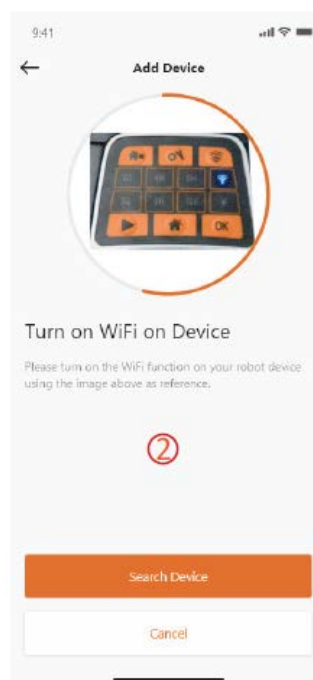 9:41
Add Device
OK
Turn on WiFi on Device
Please turn on the WiFi function on your robot device
using the image above as reference.
②
Search Device
Cancel